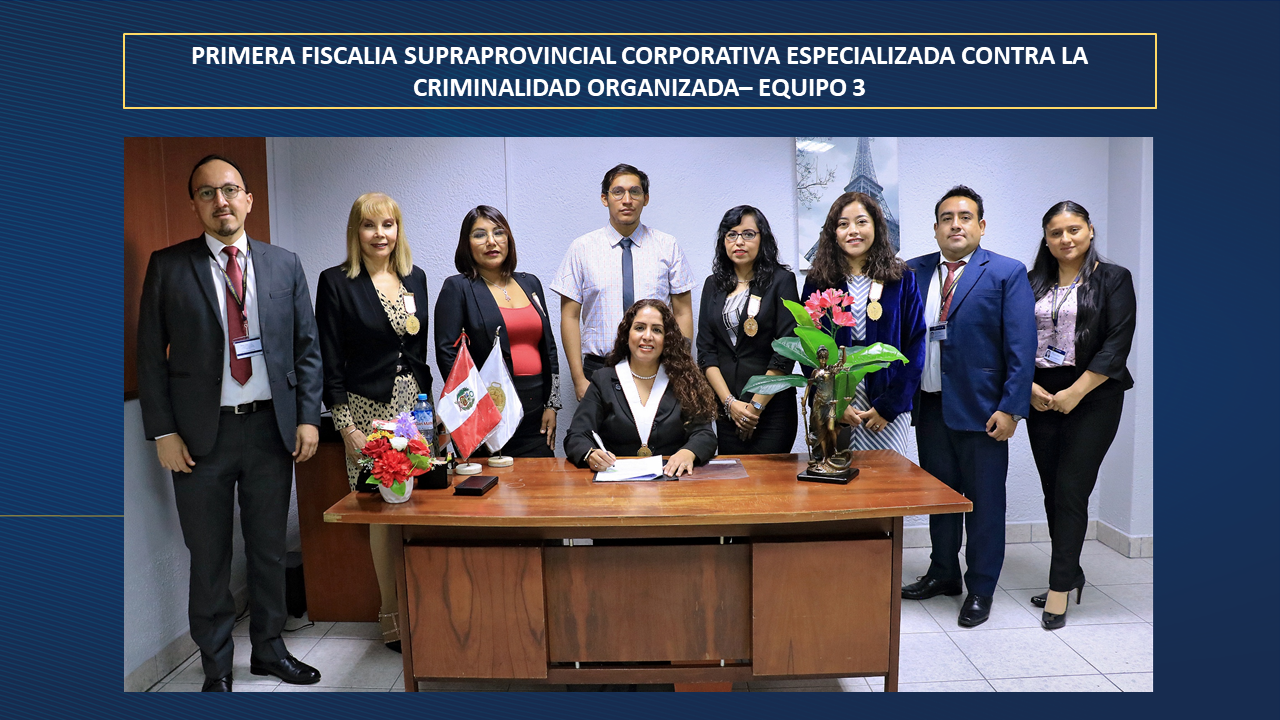 PRIMERA FISCALIA SUPRAPROVINCIAL CORPORATIVA ESPECIALIZADA CONTRA LA
CRIMINALIDAD ORGANIZADA– EQUIPO 3